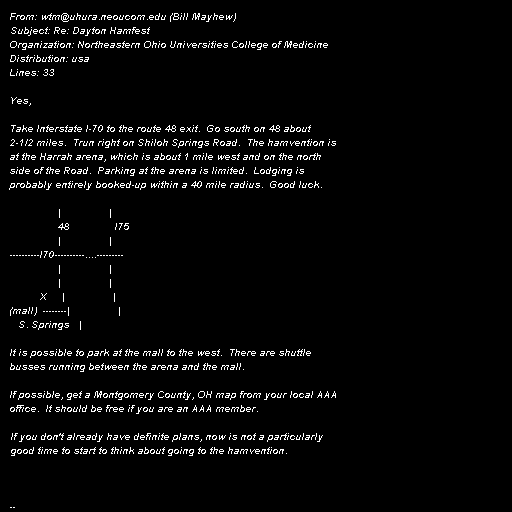 From: wtm@uhura.neoucom.edu (Bill Mayhew)
Subject: Re: Dayton Hamfest
Organization: Northeastern Ohio Universities College of Medicine
Distribution: usa
Lines: 33

Yes,

Take Interstate I-70 to the route 48 exit.  Go south on 48 about
2-1/2 miles.  Trun right on Shiloh Springs Road.  The hamvention is
at the Harrah arena, which is about 1 mile west and on the north
side of the Road.  Parking at the arena is limited.  Lodging is
probably entirely booked-up within a 40 mile radius.  Good luck.

                |                |
                48               I75
                |                |
----------I70----------....---------
                |                |
                |                |
          X     |                |
(mall)  --------|                |
   S. Springs   |

It is possible to park at the mall to the west.  There are shuttle
busses running between the arena and the mall.

If possible, get a Montgomery County, OH map from your local AAA
office.  It should be free if you are an AAA member.

If you don't already have definite plans, now is not a particularly
good time to start to think about going to the hamvention.

--